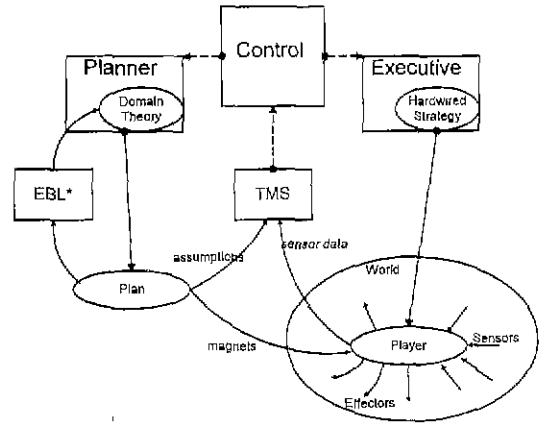 Control
Planner
Executive
Domain
Theory
Hardwired
Strategy
EBL*
TMS
assumptions
sensor data
World
Plan
magnets
Player
Sensors
Effectors